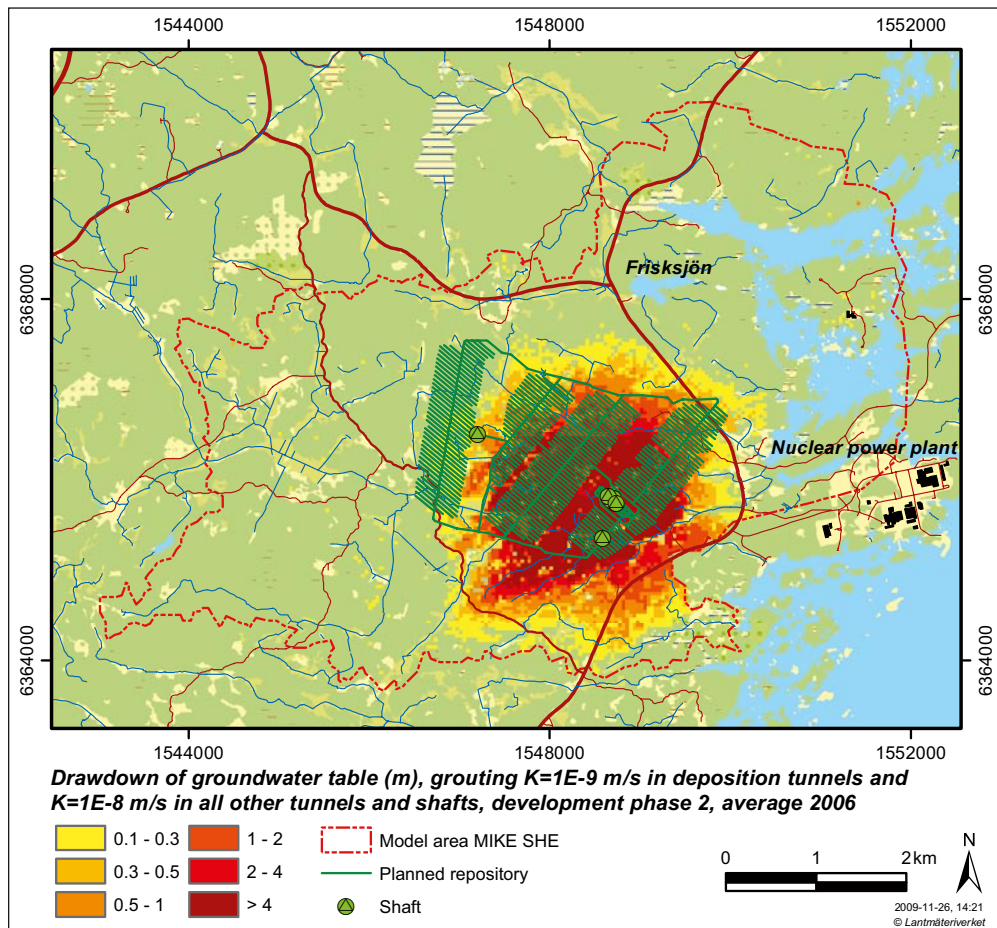 1544000 1548000 1552000
6368000 6368000
Frisksjön
Nuclear power plant
6364000 6364000
1544000 1548000 1552000
Drawdown of groundwater table (m), grouting K=1E-9 m/s in deposition tunnels and
K=1E-8 m/s in all other tunnels and shafts, development phase 2, average 2006
0.1 - 0.3 1 - 2 Model area MIKE SHE
0.3 - 0.5 2 - 4 Planned repository
0.5 - 1 > 4 Shaft
0 1 2 km
N
2009-11-26, 14:21
© Lantmäteriverket